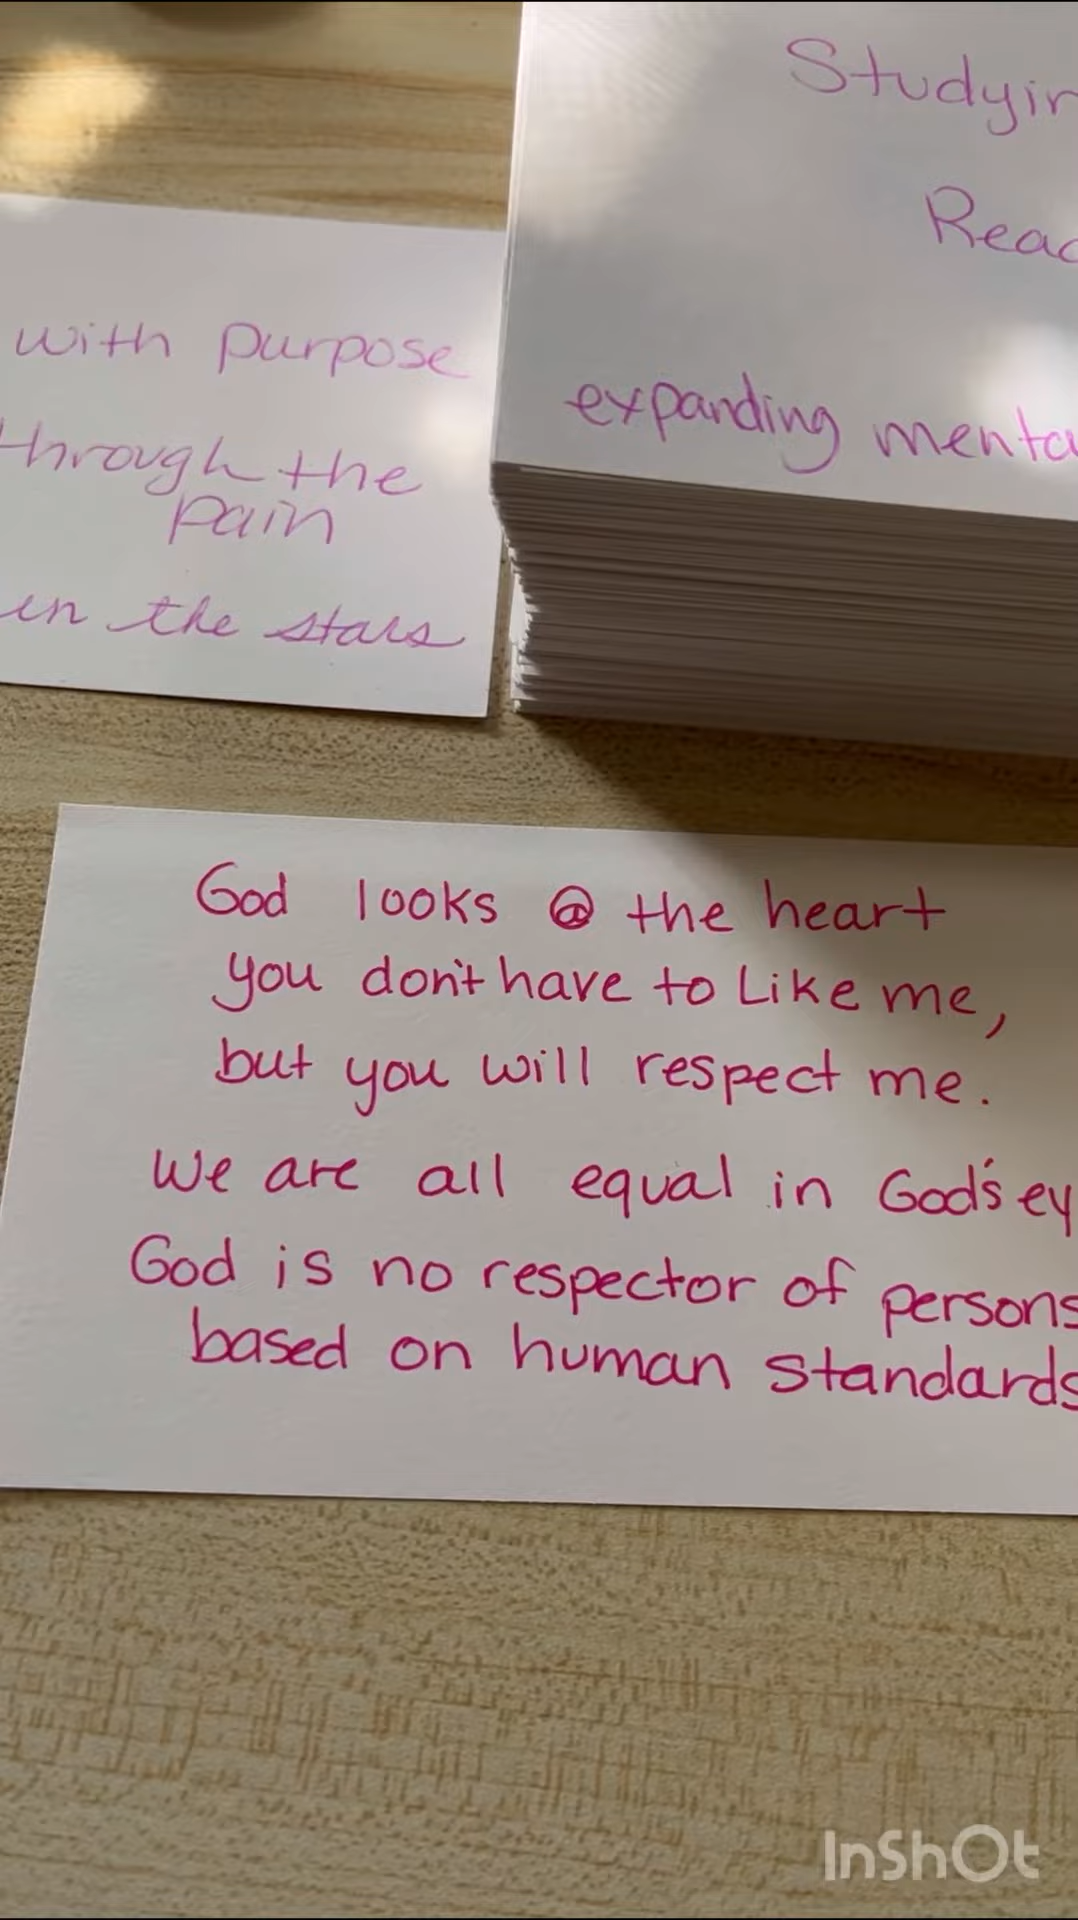 with purpose
through the
pain
in the stars
Studyin
Read
expanding menta
God looks @ the heart
you don't have to Like me,
but you will respect me.
We are all equal in God's ey
God is no respector of persons
based on human standards
InShOt